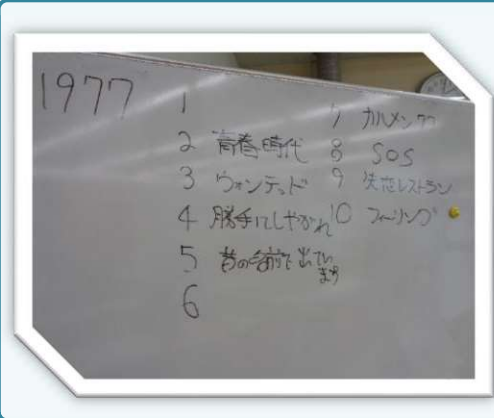 1977
1
2 青春時代
3 ウォンテッド
4 勝手にしやがれ
5 昔の名前で出てい
ます
6
7 カルメン77
8 SOS
9 失恋レストラン
10 フィーリング